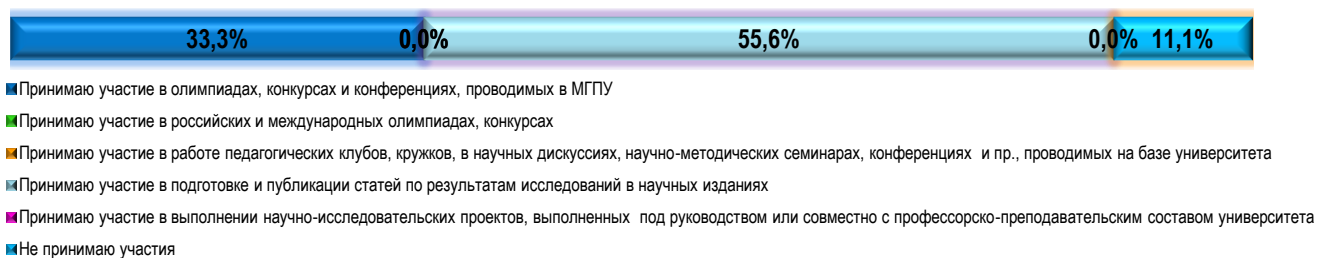 33,3% 0,0% 55,6% 0,0% 11,1%
Принимаю участие в олимпиадах, конкурсах и конференциях, проводимых в МГПУ
Принимаю участие в российских и международных олимпиадах, конкурсах
Принимаю участие в работе педагогических клубов, кружков, в научных дискуссиях, научно-методических семинарах, конференциях и пр., проводимых на базе университета
Принимаю участие в подготовке и публикации статей по результатам исследований в научных изданиях
Принимаю участие в выполнении научно-исследовательских проектов, выполненных под руководством или совместно с профессорско-преподавательским составом университета
Не принимаю участия